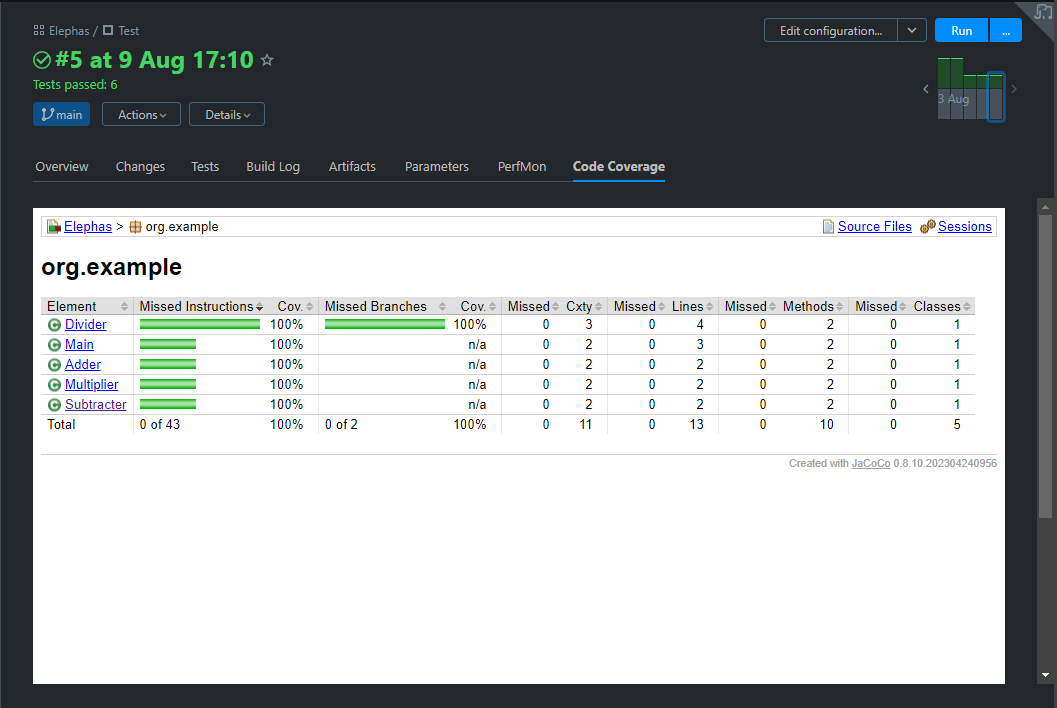 Elephas / Test
#5 at 9 Aug 17:10
Tests passed: 6
main Actions Details
Edit configuration... Run ...
3 Aug
Overview Changes Tests Build Log Artifacts Parameters PerfMon Code Coverage
Elephas > org.example Source Files Sessions
org.example
Element Missed Instructions Cov. Missed Branches Cov. Missed Cxty Missed Lines Missed Methods Missed Classes
C Divider 100% 100% 0 3 0 4 0 2 0 1
C Main 100% n/a 0 2 0 3 0 2 0 1
C Adder 100% n/a 0 2 0 2 0 2 0 1
C Multiplier 100% n/a 0 2 0 2 0 2 0 1
C Subtracter 100% n/a 0 2 0 2 0 2 0 1
Total 0 of 43 100% 0 of 2 100% 0 11 0 13 0 10 0 5
Created with JaCoCo 0.8.10.202304240956